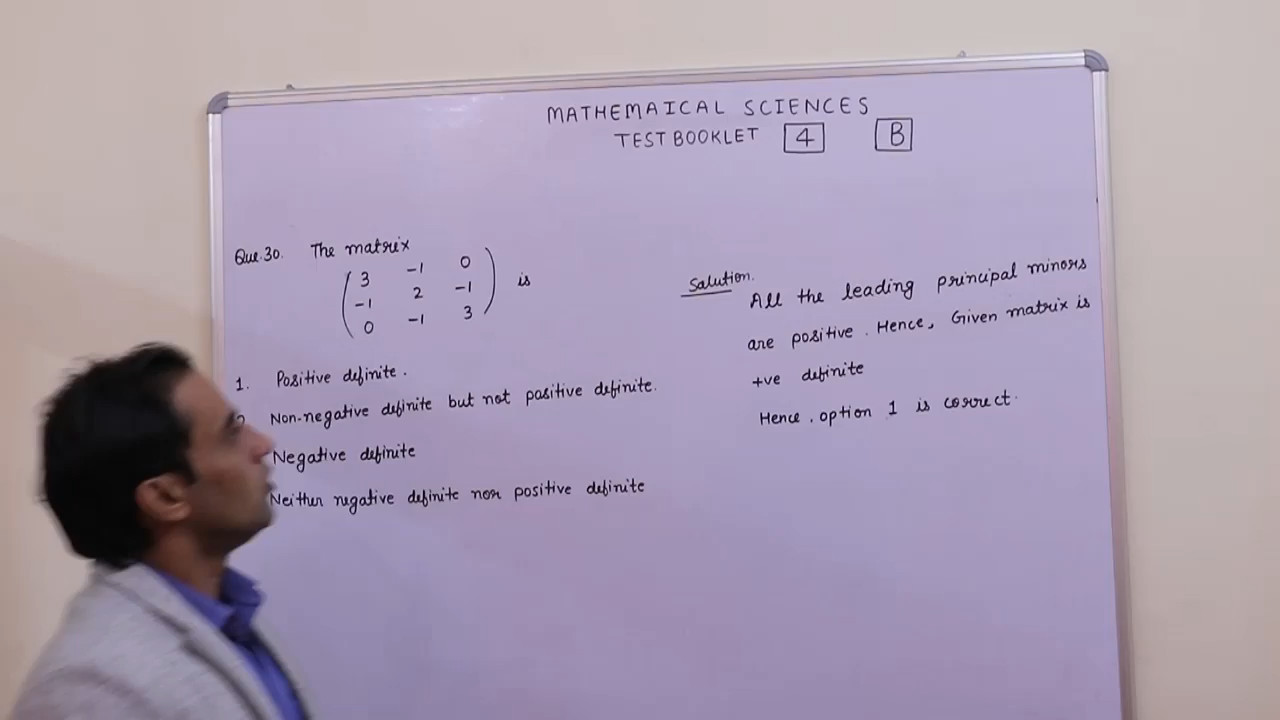 MATHEMAICAL SCIENCES
TEST BOOKLET 4 B
Que.30. The matrix
3 -1 0
-1 2 -1 is
0 -1 3
1. Positive definite.
Non-negative definite but not positive definite.
Negative definite
Neither negative definite nor positive definite
Salution.
All the leading principal minors
are positive. Hence, Given matrix is
+ve definite
Hence, option 1 is correct.